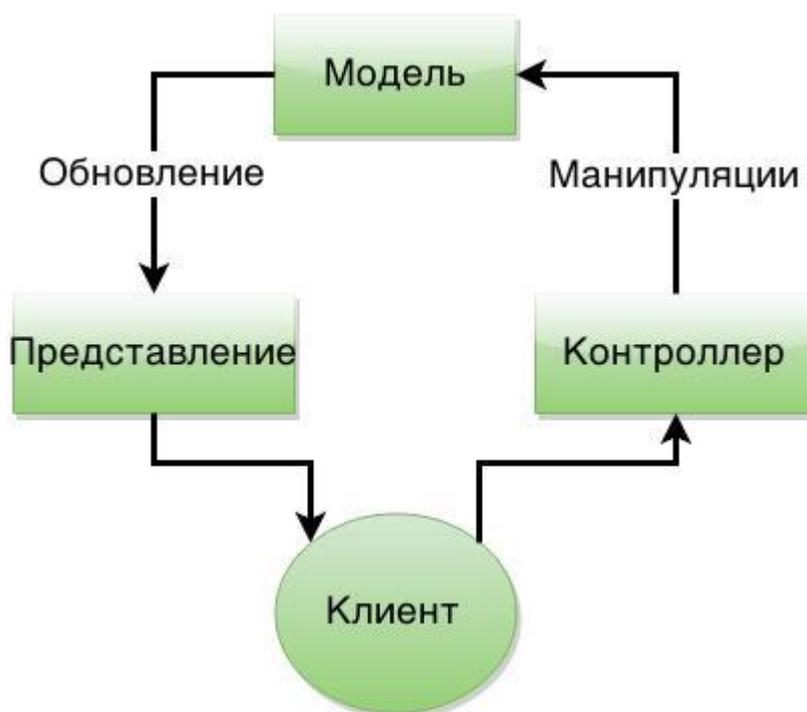 Модель
Обновление
Манипуляции
Представление
Контроллер
Клиент